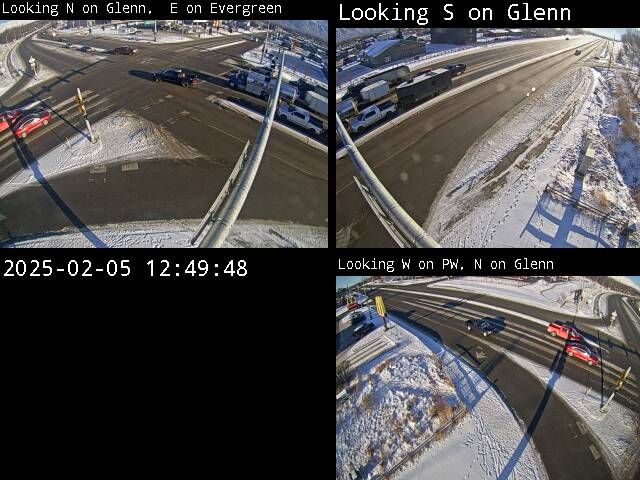 Looking N on Glenn,  E on Evergreen
Looking S on Glenn
2025-02-05 12:49:48
Looking W on PW, N on Glenn